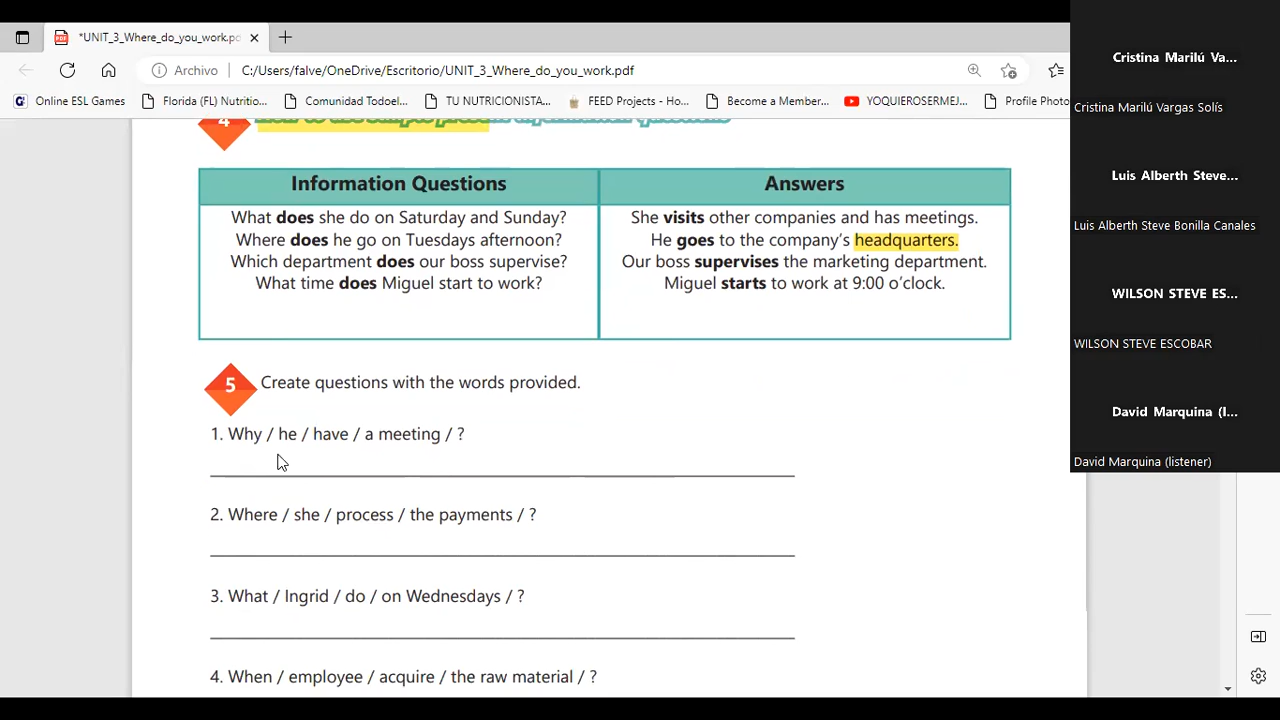 *UNIT_3_Where_do_you_work.pd
Archivo C:/Users/falve/OneDrive/Escritorio/UNIT_3_Where_do_you_work.pdf
Online ESL Games Florida (FL) Nutritio... Comunidad Todoel... TU NUTRICIONISTA... FEED Projects - Ho... Become a Member... YOQUIEROSERMEJ... Profile Photo
4
Information Questions Answers
What does she do on Saturday and Sunday? She visits other companies and has meetings.
Where does he go on Tuesdays afternoon? He goes to the company's headquarters.
Which department does our boss supervise? Our boss supervises the marketing department.
What time does Miguel start to work? Miguel starts to work at 9:00 o'clock.
5 Create questions with the words provided.
1. Why / he / have / a meeting / ?
2. Where / she / process / the payments / ?
3. What / Ingrid / do / on Wednesdays / ?
4. When / employee / acquire / the raw material / ?
Cristina Marilú Va...
Cristina Marilú Vargas Solís
Luis Alberth Steve...
Luis Alberth Steve Bonilla Canales
WILSON STEVE ES...
WILSON STEVE ESCOBAR
David Marquina (l...
David Marquina (listener)